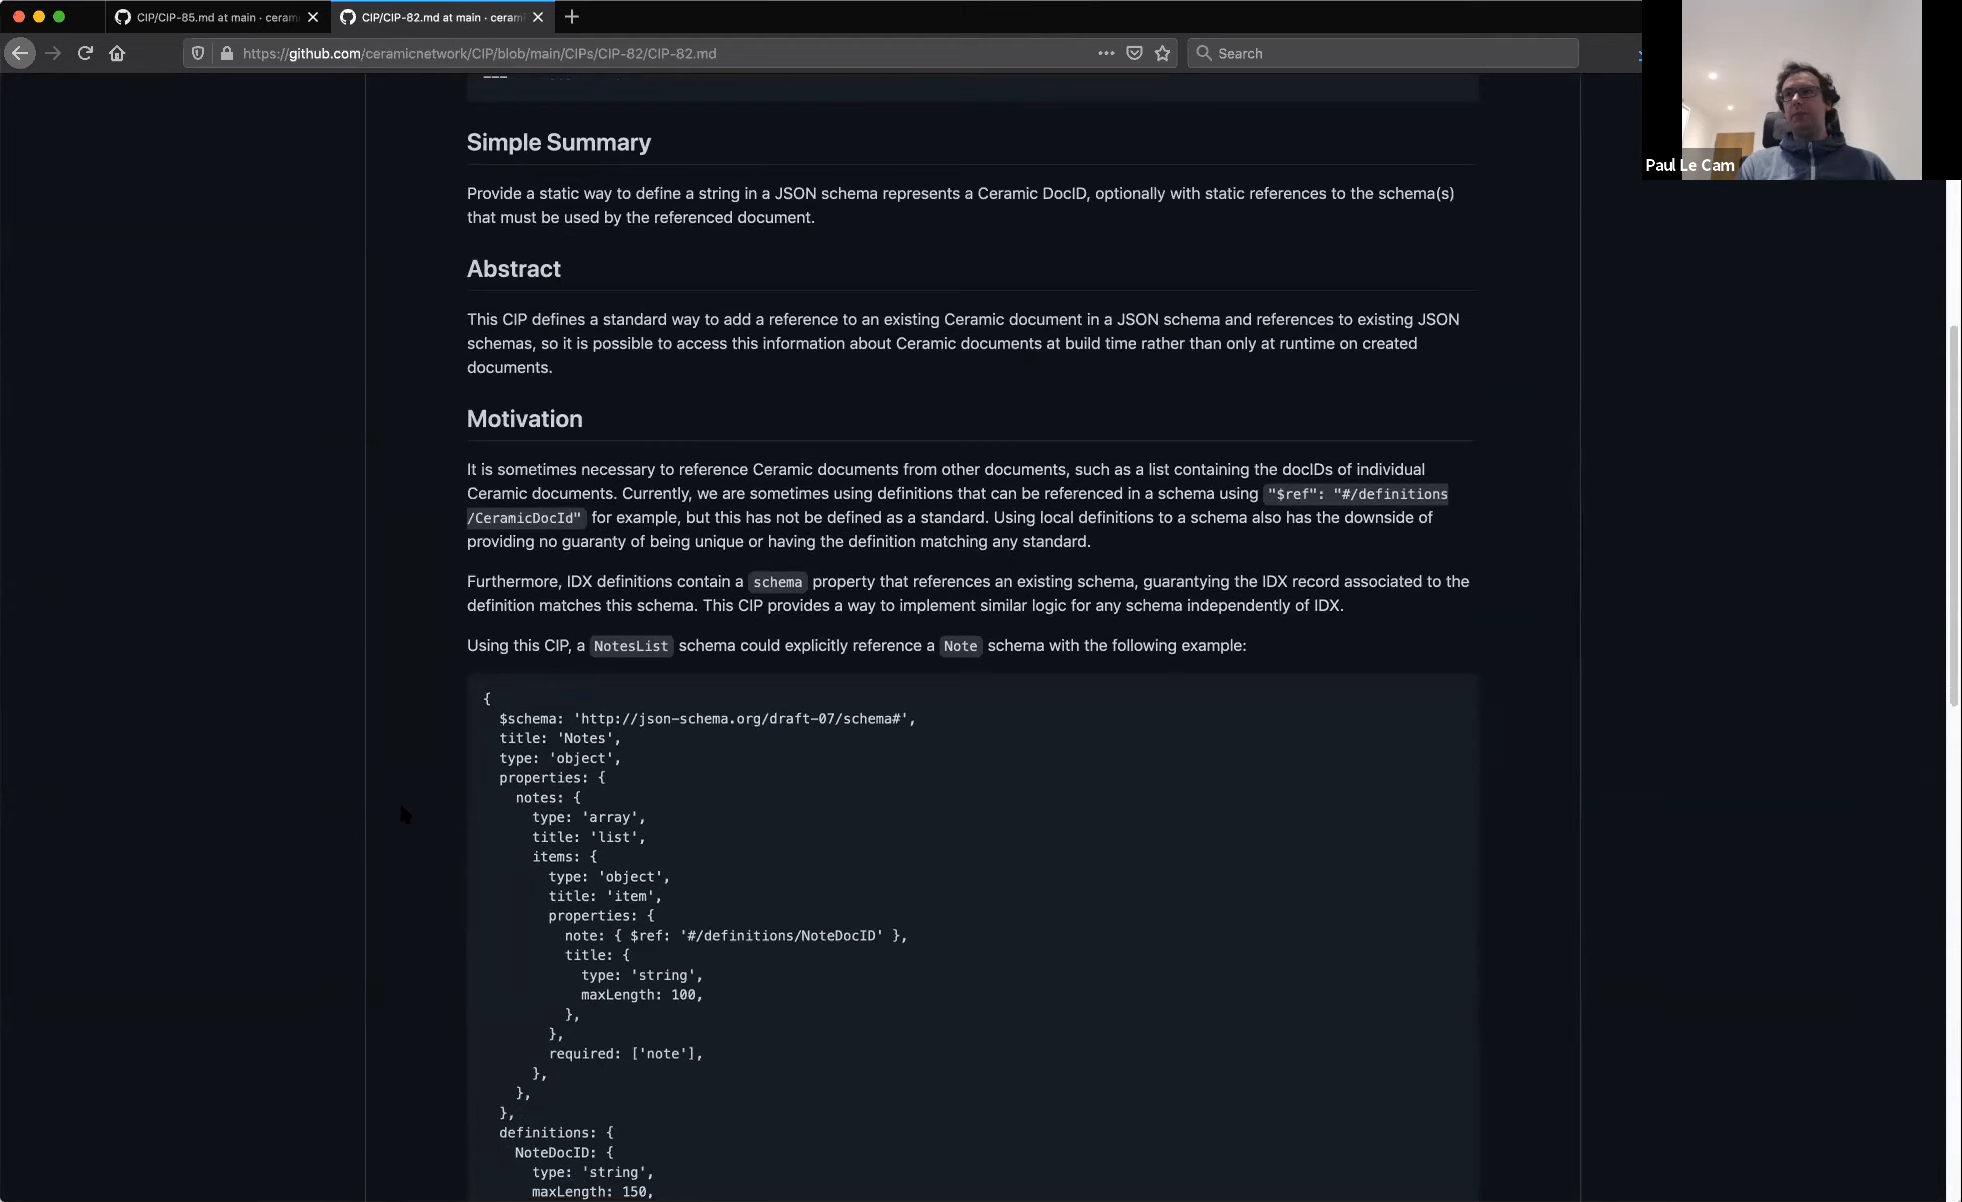 CIP/CIP-85.md at main · ceram
CIP/CIP-82.md at main · ceram
https://github.com/ceramicnetwork/CIP/blob/main/CIPs/CIP-82/CIP-82.md
Search
Paul Le Cam
Simple Summary
Provide a static way to define a string in a JSON schema represents a Ceramic DocID, optionally with static references to the schema(s)
that must be used by the referenced document.
Abstract
This CIP defines a standard way to add a reference to an existing Ceramic document in a JSON schema and references to existing JSON
schemas, so it is possible to access this information about Ceramic documents at build time rather than only at runtime on created
documents.
Motivation
It is sometimes necessary to reference Ceramic documents from other documents, such as a list containing the docIDs of individual
Ceramic documents. Currently, we are sometimes using definitions that can be referenced in a schema using "$ref": "#/definitions
/CeramicDocId" for example, but this has not be defined as a standard. Using local definitions to a schema also has the downside of
providing no guaranty of being unique or having the definition matching any standard.
Furthermore, IDX definitions contain a schema property that references an existing schema, guarantying the IDX record associated to the
definition matches this schema. This CIP provides a way to implement similar logic for any schema independently of IDX.
Using this CIP, a NotesList schema could explicitly reference a Note schema with the following example:
{
$schema: 'http://json-schema.org/draft-07/schema#',
title: 'Notes',
type: 'object',
properties: {
notes: {
type: 'array',
title: 'list',
items: {
type: 'object',
title: 'item',
properties: {
note: { $ref: '#/definitions/NoteDocID' },
title: {
type: 'string',
maxLength: 100,
},
},
required: ['note'],
},
},
},
definitions: {
NoteDocID: {
type: 'string',
maxLength: 150,